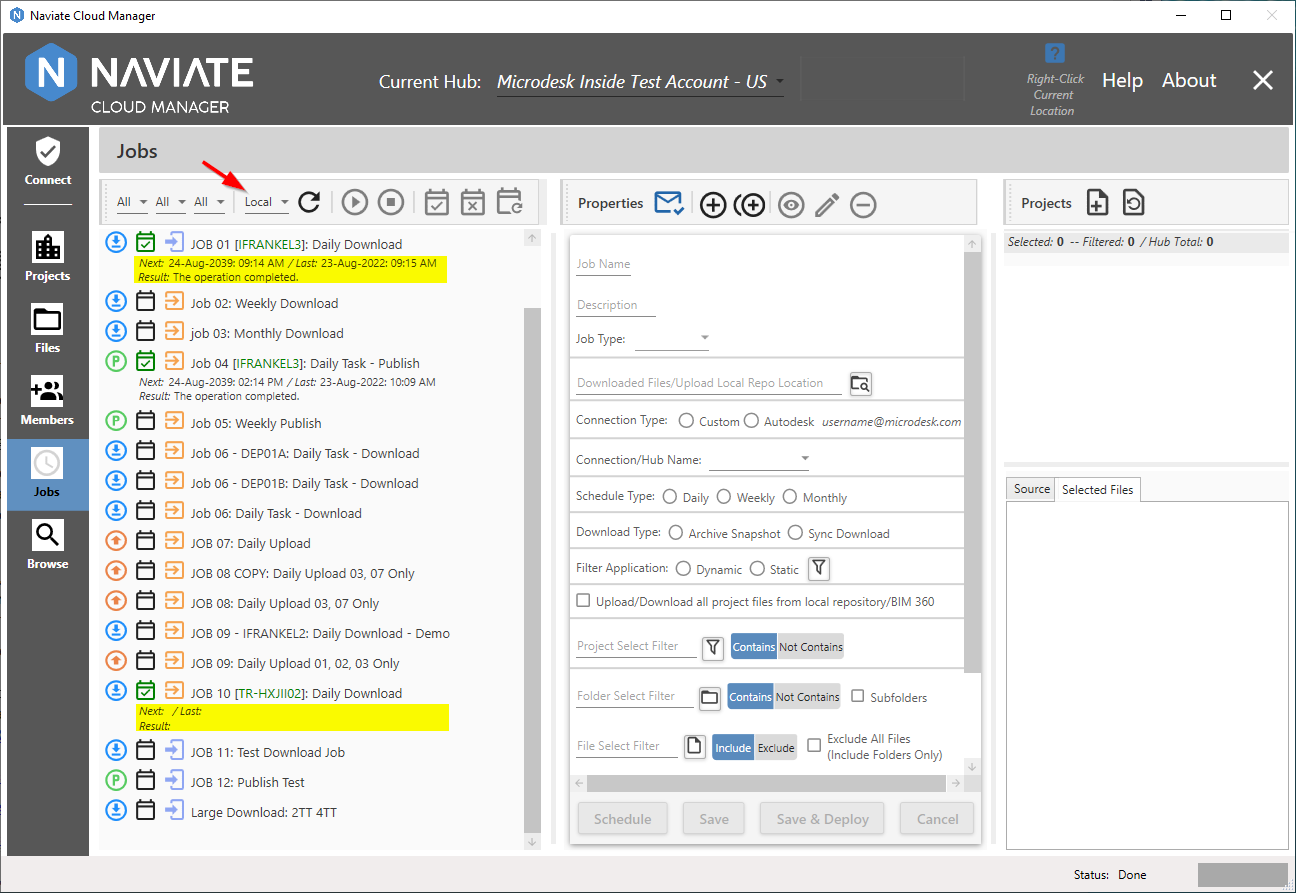 Naviate Cloud Manager
N NAVIATE
CLOUD MANAGER
Current Hub: Microdesk Inside Test Account - US
?
Right-Click
Current
Location
Help About
Connect
Projects
Files
Members
Jobs
Browse
Jobs
All All All Local
JOB 01 [IFRANKEL3]: Daily Download
Next: 24-Aug-2039: 09:14 AM / Last: 23-Aug-2022: 09:15 AM
Result: The operation completed.
Job 02: Weekly Download
job 03: Monthly Download
P Job 04 [IFRANKEL3]: Daily Task - Publish
Next: 24-Aug-2039: 02:14 PM / Last: 23-Aug-2022: 10:09 AM
Result: The operation completed.
P Job 05: Weekly Publish
Job 06 - DEP01A: Daily Task - Download
Job 06 - DEP01B: Daily Task - Download
Job 06: Daily Task - Download
JOB 07: Daily Upload
JOB 08 COPY: Daily Upload 03, 07 Only
JOB 08: Daily Upload 03, 07 Only
JOB 09 - IFRANKEL2: Daily Download - Demo
JOB 09: Daily Upload 01, 02, 03 Only
JOB 10 [TR-HXJII02]: Daily Download
Next: / Last:
Result:
JOB 11: Test Download Job
P JOB 12: Publish Test
Large Download: 2TT 4TT
Properties
Job Name
Description
Job Type:
Downloaded Files/Upload Local Repo Location
Connection Type: Custom Autodesk username@microdesk.com
Connection/Hub Name:
Schedule Type: Daily Weekly Monthly
Download Type: Archive Snapshot Sync Download
Filter Application: Dynamic Static
Upload/Download all project files from local repository/BIM 360
Project Select Filter Contains Not Contains
Folder Select Filter Contains Not Contains Subfolders
File Select Filter Include Exclude Exclude All Files
(Include Folders Only)
Schedule Save Save & Deploy Cancel
Projects
Selected: 0 -- Filtered: 0 / Hub Total: 0
Source Selected Files
Status: Done